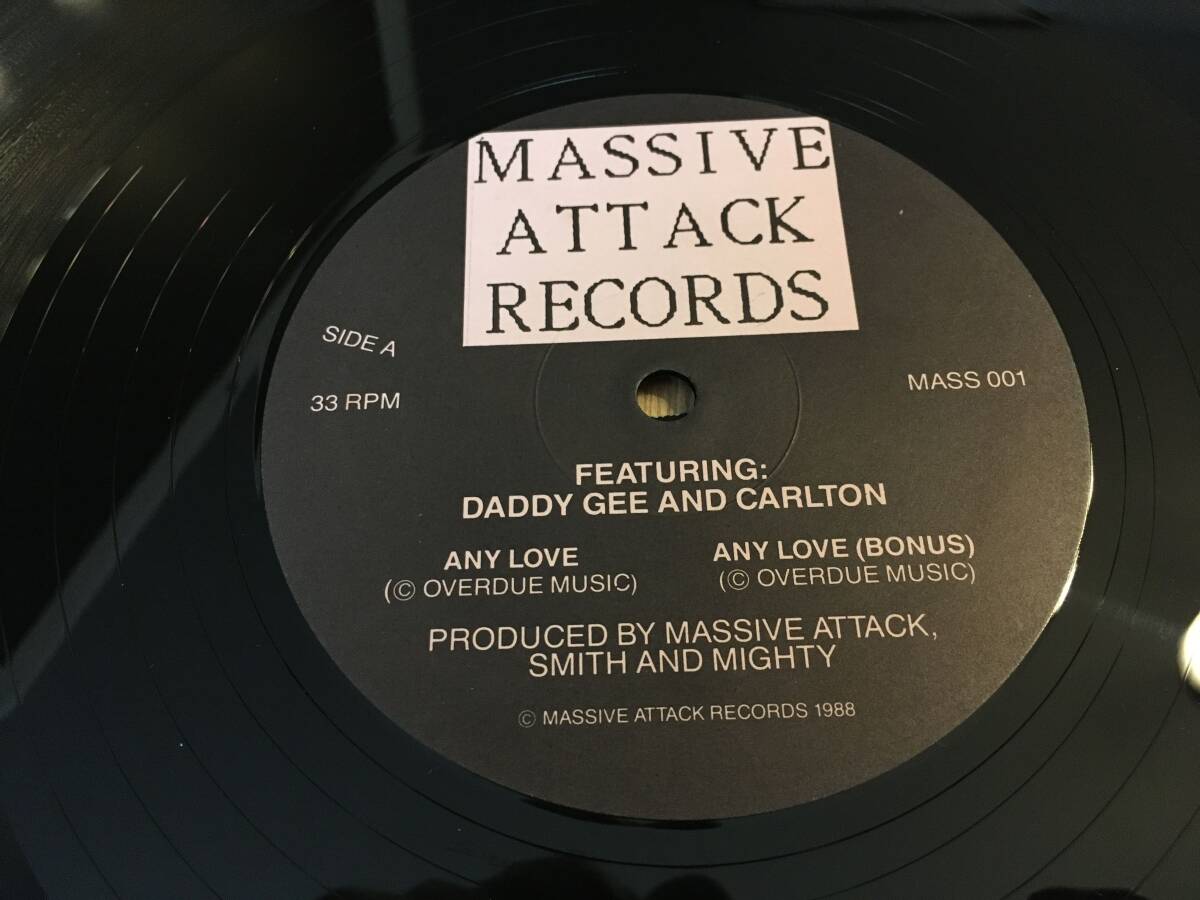 MASSIVE
ATTACK
RECORDS
SIDE A
33 RPM
MASS 001
FEATURING:
DADDY GEE AND CARLTON
ANY LOVE
(© OVERDUE MUSIC)
ANY LOVE (BONUS)
(© OVERDUE MUSIC)
PRODUCED BY MASSIVE ATTACK,
SMITH AND MIGHTY
© MASSIVE ATTACK RECORDS 1988